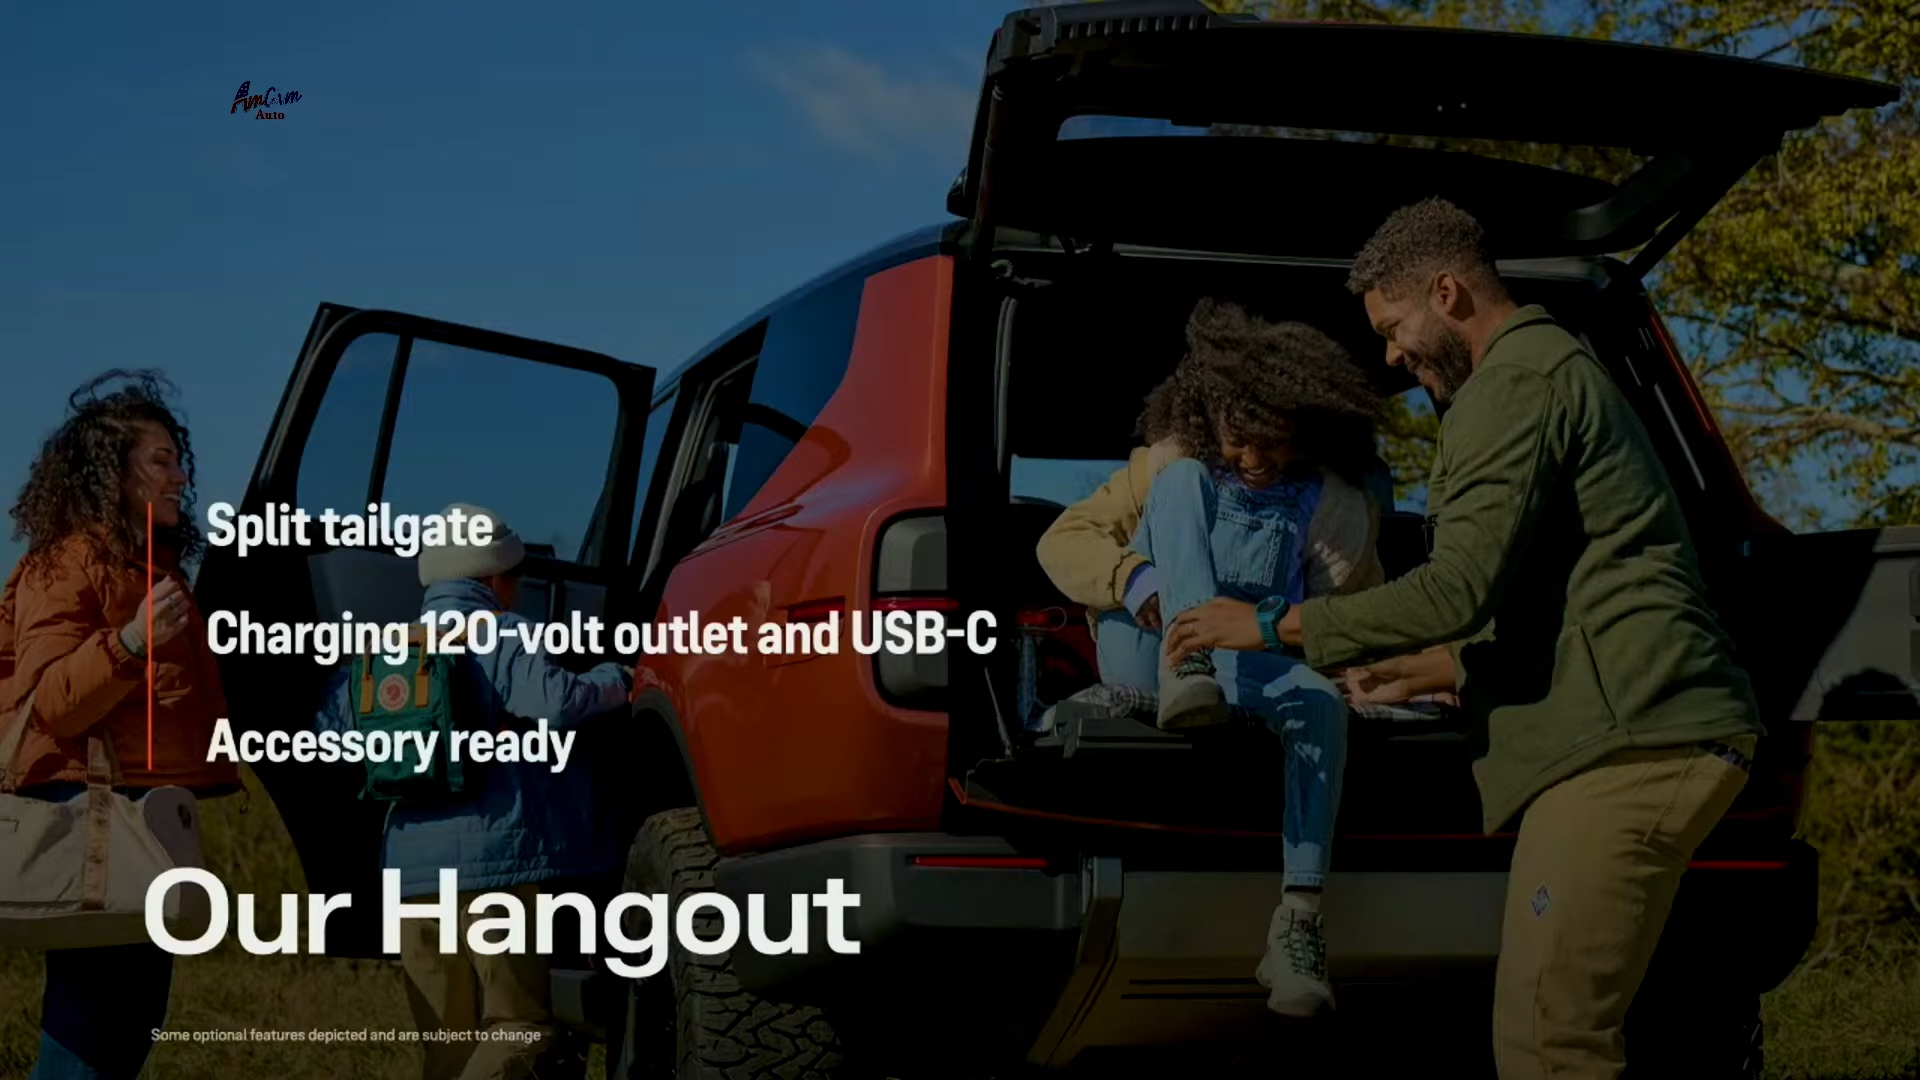 AmCam
Auto
Split tailgate
Charging 120-volt outlet and USB-C
Accessory ready
Our Hangout
Some optional features depicted and are subject to change